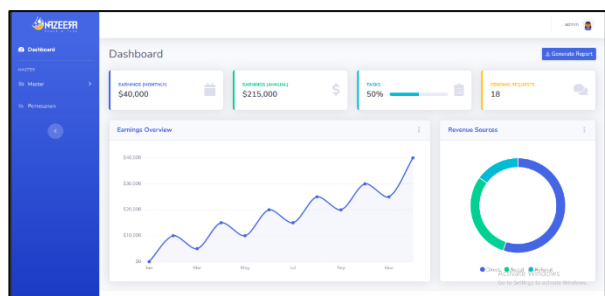 NAZEEFA
admin
Dashboard
MASTER
Master
Pemesanan
Dashboard
Generate Report
EARNINGS (MONTHLY)
$40,000
EARNINGS (ANNUAL)
$215,000
TASKS
50%
PENDING REQUESTS
18
Earnings Overview
$40,000
$30,000
$20,000
$10,000
$0
Jan Mar May Jul Sep Nov
Revenue Sources
Direct Social Referral
Activate Windows
Go to Settings to activate Windows.